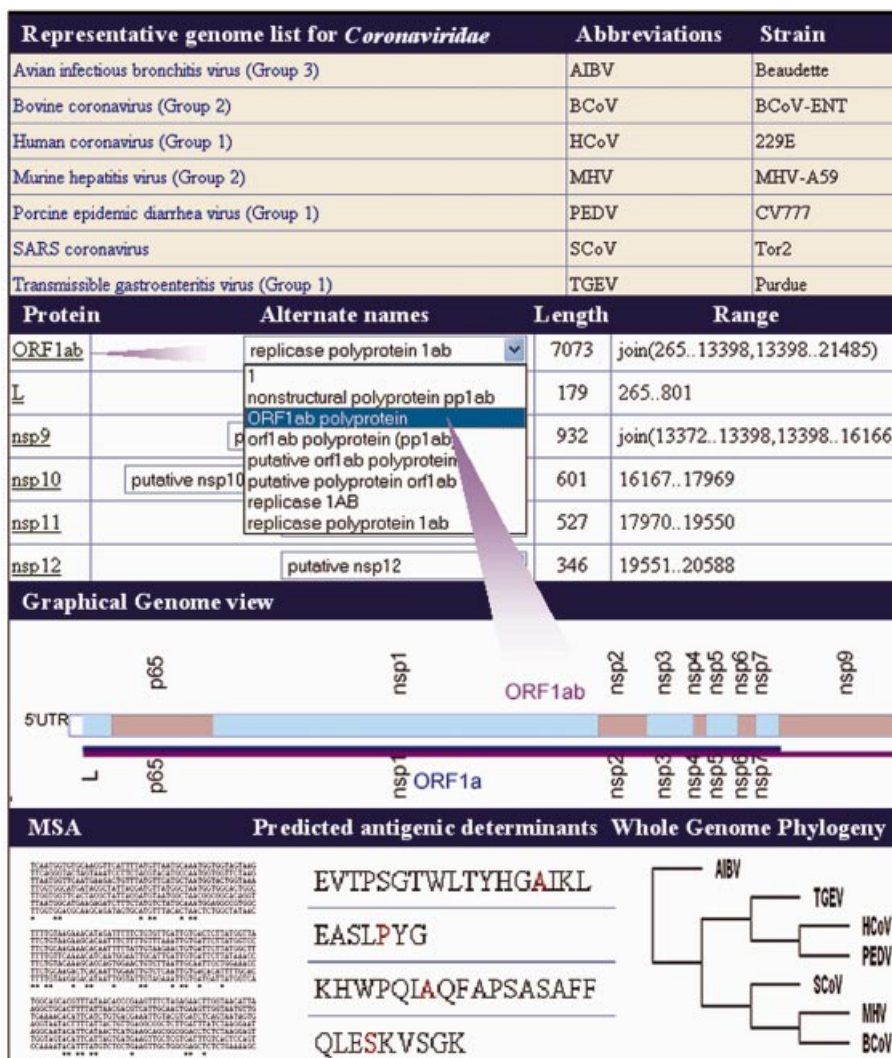 Representative genome list for Coronaviridae Abbreviations Strain
Avian infectious bronchitis virus (Group 3) AIBV Beaudette
Bovine coronavirus (Group 2) BCoV BCoV-ENT
Human coronavirus (Group 1) HCoV 229E
Murine hepatitis virus (Group 2) MHV MHV-A59
Porcine epidemic diarrhea virus (Group 1) PEDV CV777
SARS coronavirus SCoV Tor2
Transmissible gastroenteritis virus (Group 1) TGEV Purdue
Protein Alternate names Length Range
ORF1ab replicase polyprotein 1ab 7073 join(265..13398,13398..21485)
1
nonstructural polyprotein pp1ab
L 179 265..801
ORF1ab polyprotein
nsp9 p orf1ab polyprotein (pp1ab) 932 join(13372..13398,13398..16166
putative orf1ab polyprotein
nsp10 putative nsp10 putative polyprotein orf1ab 601 16167..17969
replicase 1AB
nsp11 replicase polyprotein 1ab 527 17970..19550
nsp12 putative nsp12 346 19551..20588
Graphical Genome view
p65 nsp1 nsp2 nsp3 nsp4 nsp5 nsp6 nsp7 nsp9
ORF1ab
5'UTR
L p65 nsp1 ORF1a nsp2 nsp3 nsp4 nsp5 nsp6 nsp7
MSA Predicted antigenic determinants Whole Genome Phylogeny
EVTPSGTWLTYHGAIKL
EASLPYG
KHWPQIAQFAPSASAFF
QLESKVSGK
AIBV
TGEV
HCoV
PEDV
SCoV
MHV
BCoV